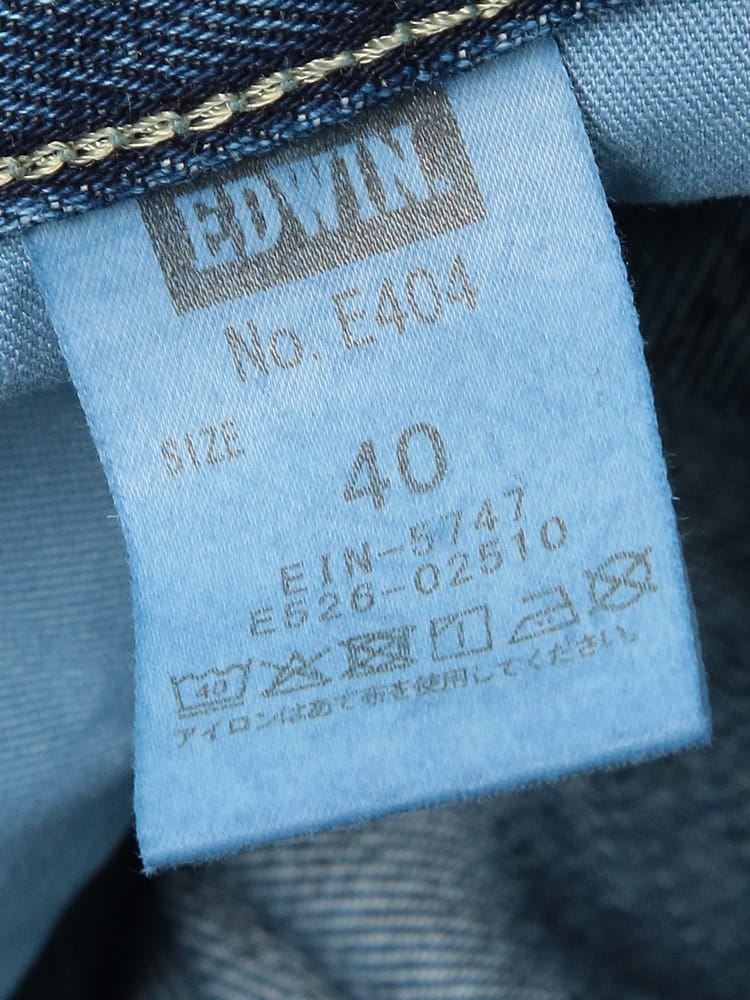 EDWIN.
No. E404
SIZE 40
EIN-5747
E526-02510
40
アイロンはあて布を使用してください。